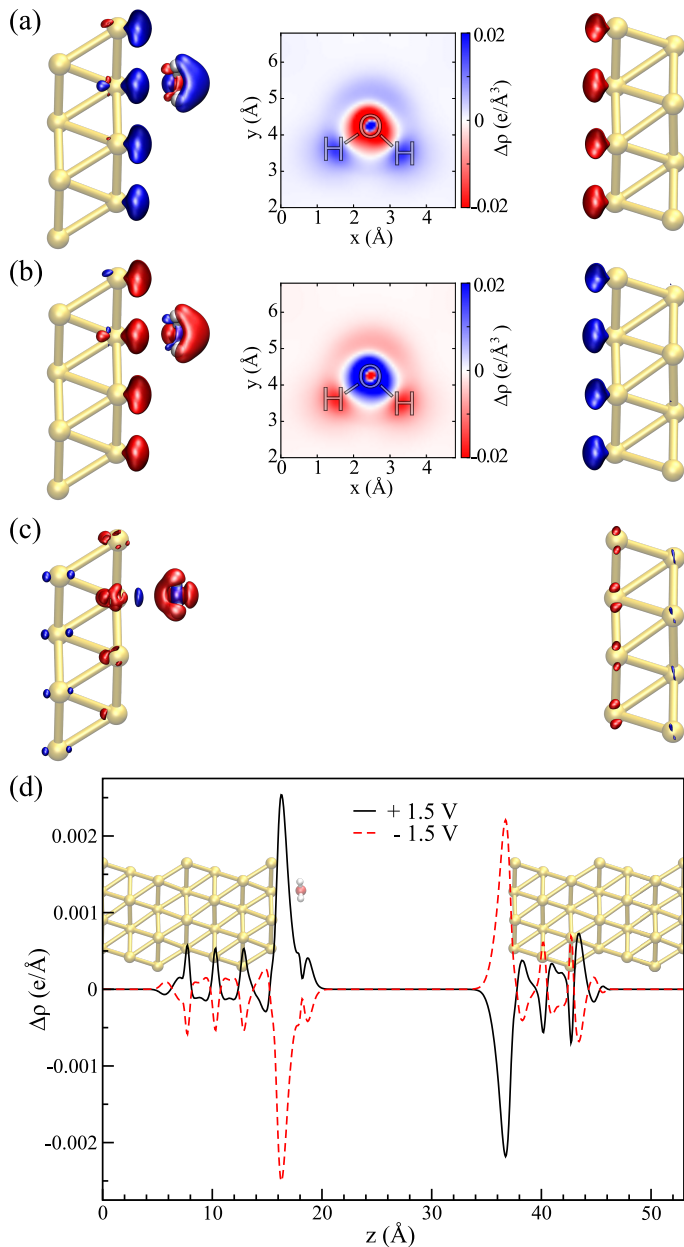 (a)
y (Å)
6
5
4
3
2
0 1 2 3 4
x (Å)
O
H H
0.02
0
-0.02
Δρ (e/Å³)
(b)
y (Å)
6
5
4
3
2
0 1 2 3 4
x (Å)
O
H H
0.02
0
-0.02
Δρ (e/Å³)
(c)
(d)
Δρ (e/Å)
0.002
0.001
0
-0.001
-0.002
+ 1.5 V
- 1.5 V
0 10 20 30 40 50
z (Å)